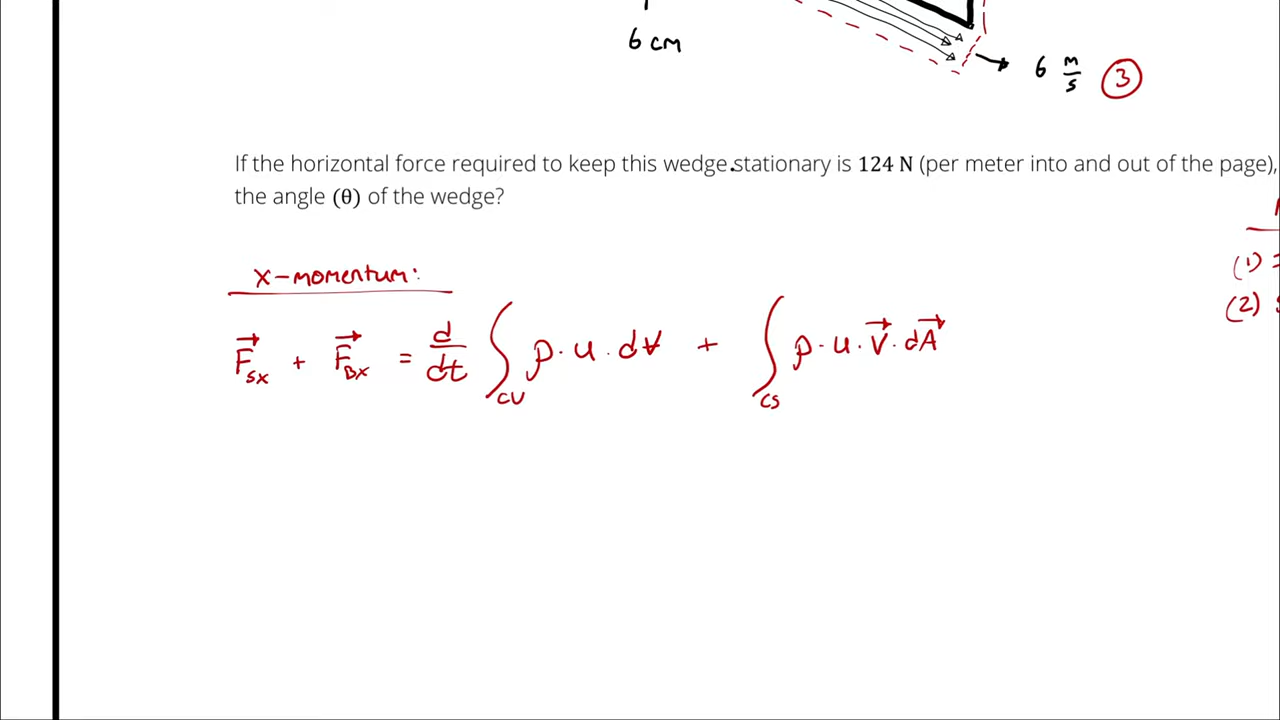 6 cm
6 m/s ③
If the horizontal force required to keep this wedge stationary is 124 N (per meter into and out of the page),
the angle (θ) of the wedge?
(1) =
(2)
x-momentum:
F⃗sx + F⃗Bx = d/dt ∫cv ρ·u·dV̶ + ∫cs ρ·u·V⃗·dA⃗